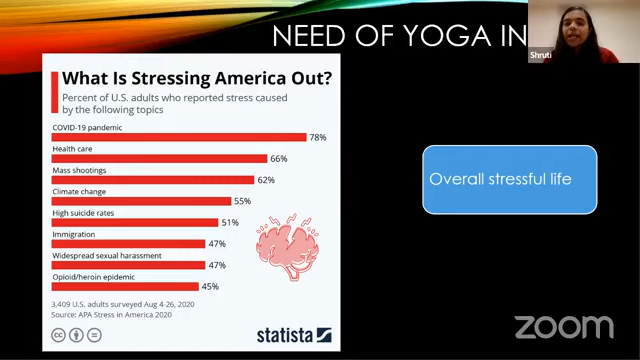 NEED OF YOGA IN
Shruti
What Is Stressing America Out?
Percent of U.S. adults who reported stress caused
by the following topics
COVID-19 pandemic
78%
Health care
66%
Mass shootings
62%
Climate change
55%
High suicide rates
51%
Immigration
47%
Widespread sexual harassment
47%
Opioid/heroin epidemic
45%
3,409 U.S. adults surveyed Aug 4-26, 2020
Source: APA Stress in America 2020
cc
statista
Overall stressful life
zoom